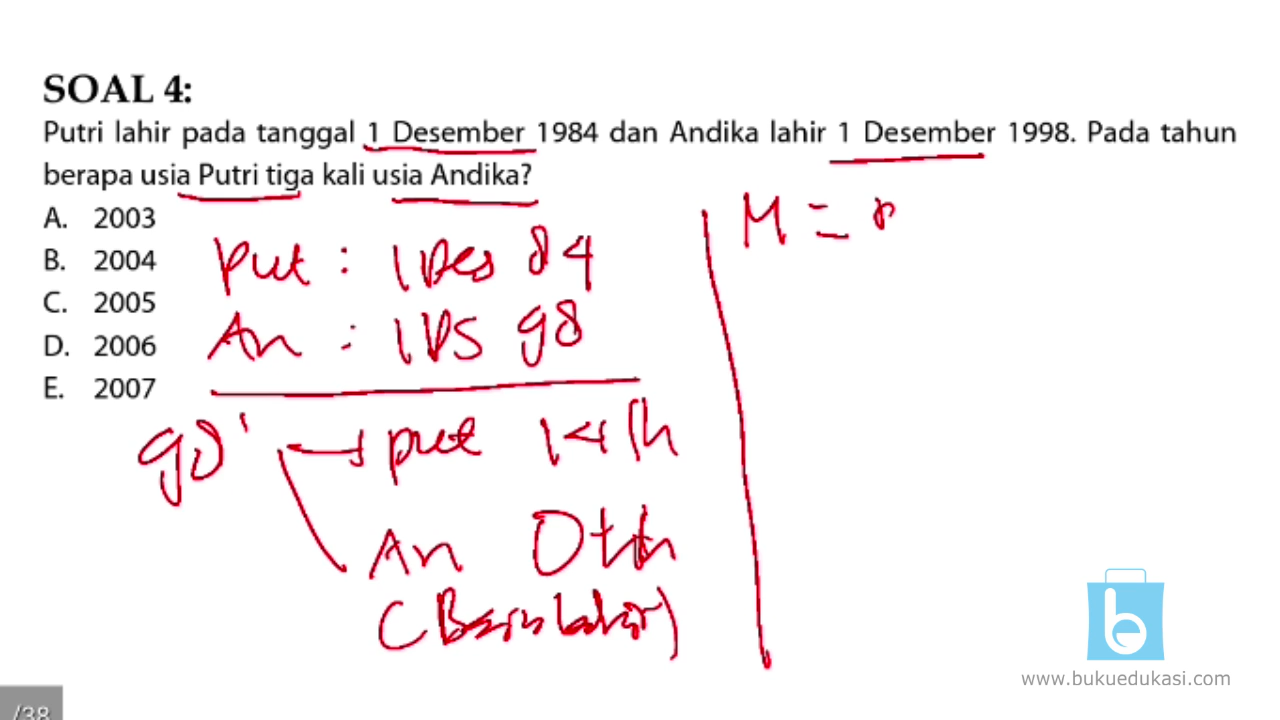 SOAL 4:
Putri lahir pada tanggal 1 Desember 1984 dan Andika lahir 1 Desember 1998. Pada tahun
berapa usia Putri tiga kali usia Andika?
A. 2003
B. 2004
C. 2005
D. 2006
E. 2007
Put : 1 Des 84
An : 1 DS 98
98' put 14 th
An 0 th
(Baru lahir)
M =
b
www.bukuedukasi.com
/38